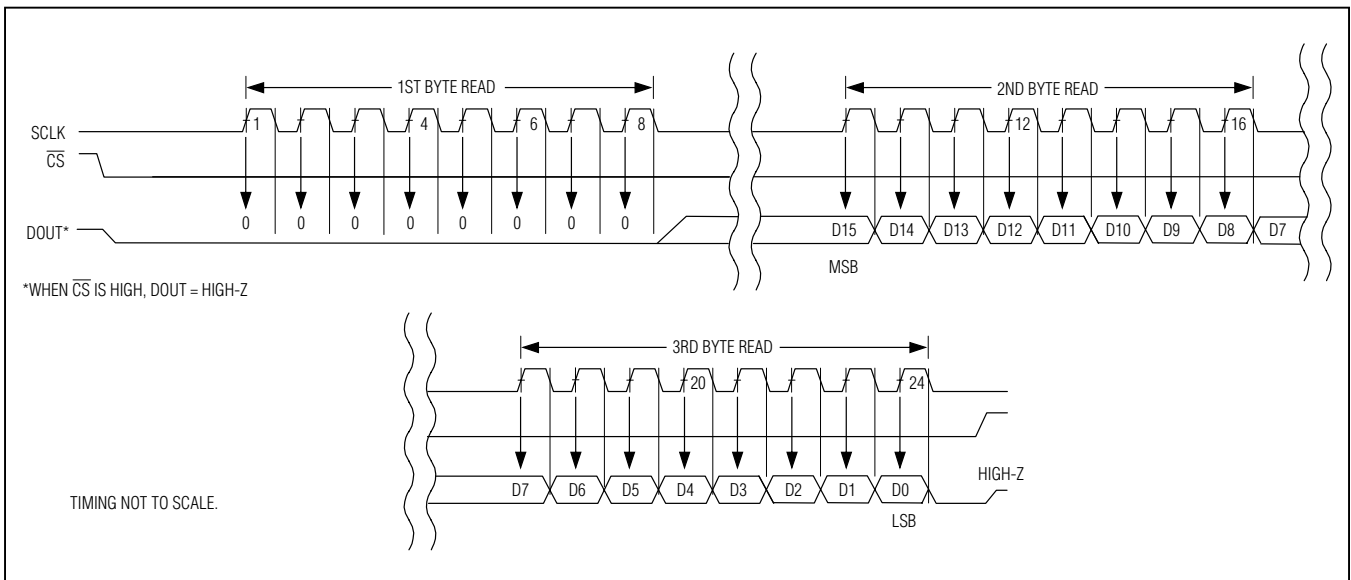 1ST BYTE READ
2ND BYTE READ
SCLK 1 4 6 8 12 16
CS
0 0 0 0 0 0 0 0
DOUT* D15 D14 D13 D12 D11 D10 D9 D8 D7
MSB
*WHEN CS IS HIGH, DOUT = HIGH-Z
3RD BYTE READ
20 24
HIGH-Z
D7 D6 D5 D4 D3 D2 D1 D0
TIMING NOT TO SCALE.
LSB